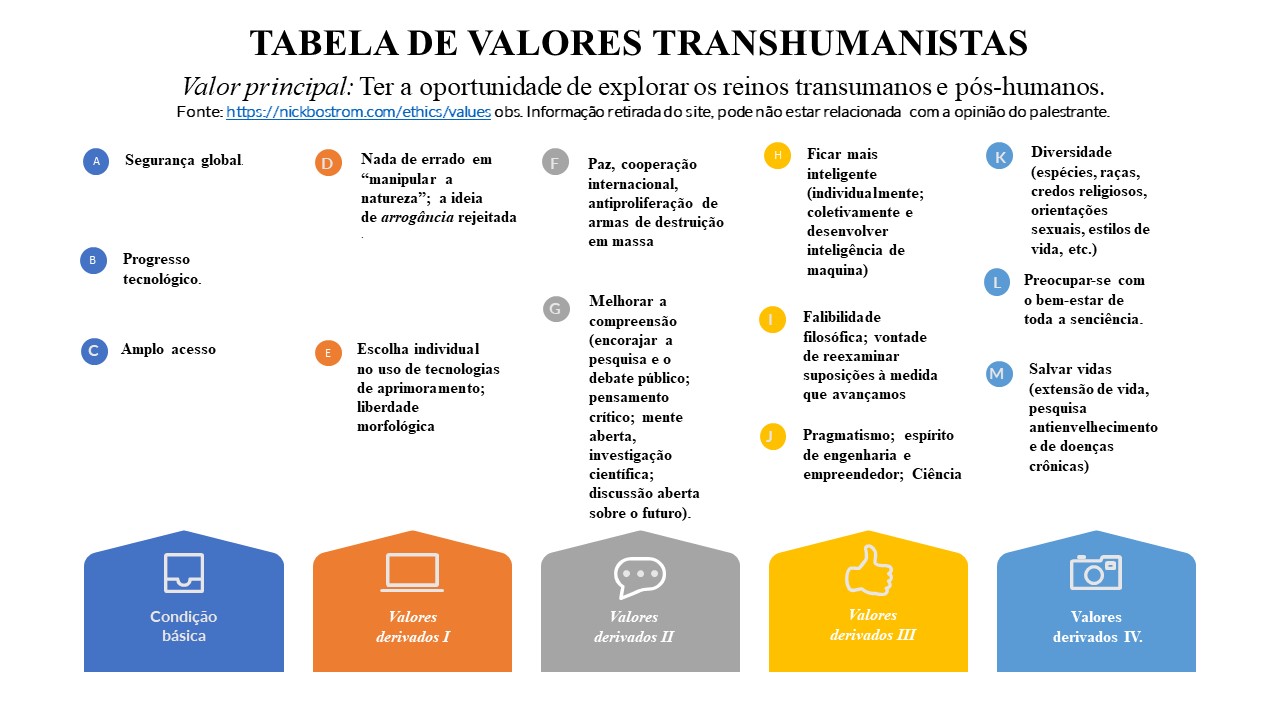 TABELA DE VALORES TRANSHUMANISTAS
Valor principal: Ter a oportunidade de explorar os reinos transumanos e pós-humanos.
Fonte: https://nickbostrom.com/ethics/values obs. Informação retirada do site, pode não estar relacionada com a opinião do palestrante.
A
Segurança global.
B
Progresso
tecnológico.
C
Amplo acesso
D
Nada de errado em
“manipular a
natureza”; a ideia
de arrogância rejeitada
.
E
Escolha individual
no uso de tecnologias
de aprimoramento;
liberdade
morfológica
F
Paz, cooperação
internacional,
antiproliferação de
armas de destruição
em massa
G
Melhorar a
compreensão
(encorajar a
pesquisa e o
debate público;
pensamento
crítico; mente
aberta,
investigação
científica;
discussão aberta
sobre o futuro).
H
Ficar mais
inteligente
(individualmente;
coletivamente e
desenvolver
inteligência de
maquina)
I
Falibilidade
filosófica; vontade
de reexaminar
suposições à medida
que avançamos
J
Pragmatismo; espírito
de engenharia e
empreendedor; Ciência
K
Diversidade
(espécies, raças,
credos religiosos,
orientações
sexuais, estilos de
vida, etc.)
L
Preocupar-se com
o bem-estar de
toda a senciência.
M
Salvar vidas
(extensão de vida,
pesquisa
antienvelhecimento
e de doenças
crônicas)
Condição
básica
Valores
derivados I
Valores
derivados II
Valores
derivados III
Valores
derivados IV.